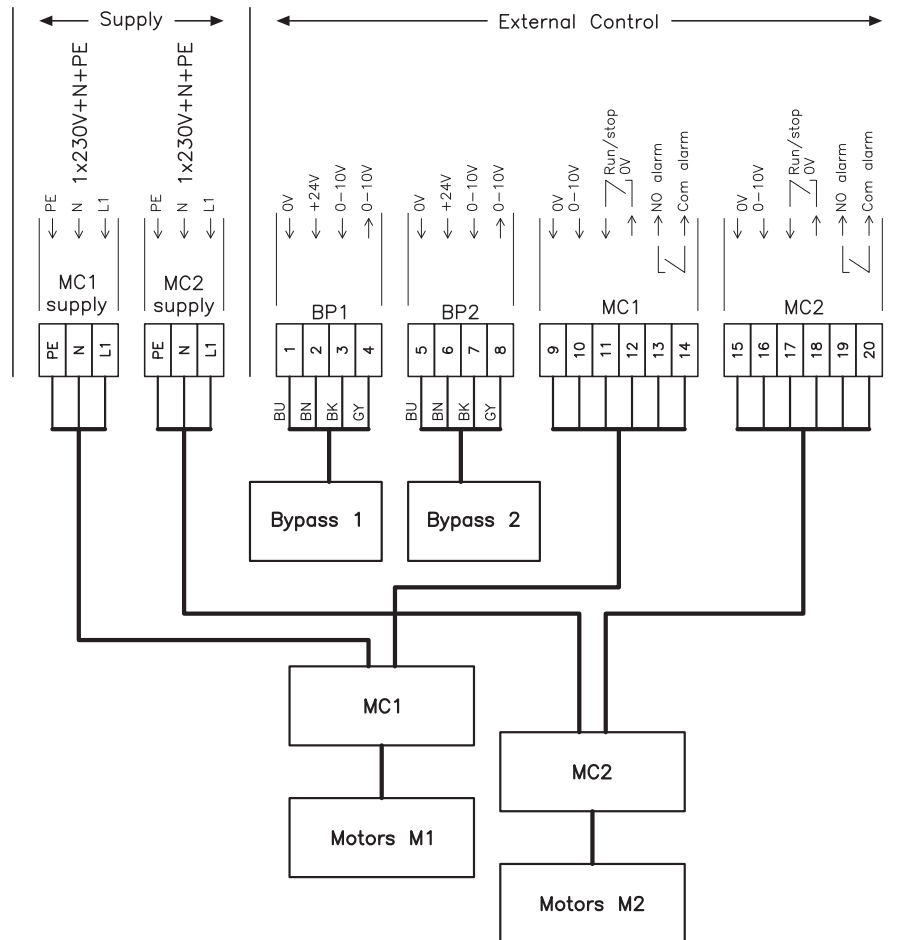 Supply
External Control
1x230V+N+PE
1x230V+N+PE
PE
N
L1
PE
N
L1
0V
+24V
0-10V
0-10V
0V
+24V
0-10V
0-10V
0V
0-10V
Run/stop
0V
NO alarm
Com alarm
0V
0-10V
Run/stop
0V
NO alarm
Com alarm
MC1
supply
MC2
supply
BP1
BP2
MC1
MC2
PE
N
L1
PE
N
L1
1
2
3
4
5
6
7
8
9
10
11
12
13
14
15
16
17
18
19
20
BU
BN
BK
GY
BU
BN
BK
GY
Bypass 1
Bypass 2
MC1
MC2
Motors M1
Motors M2